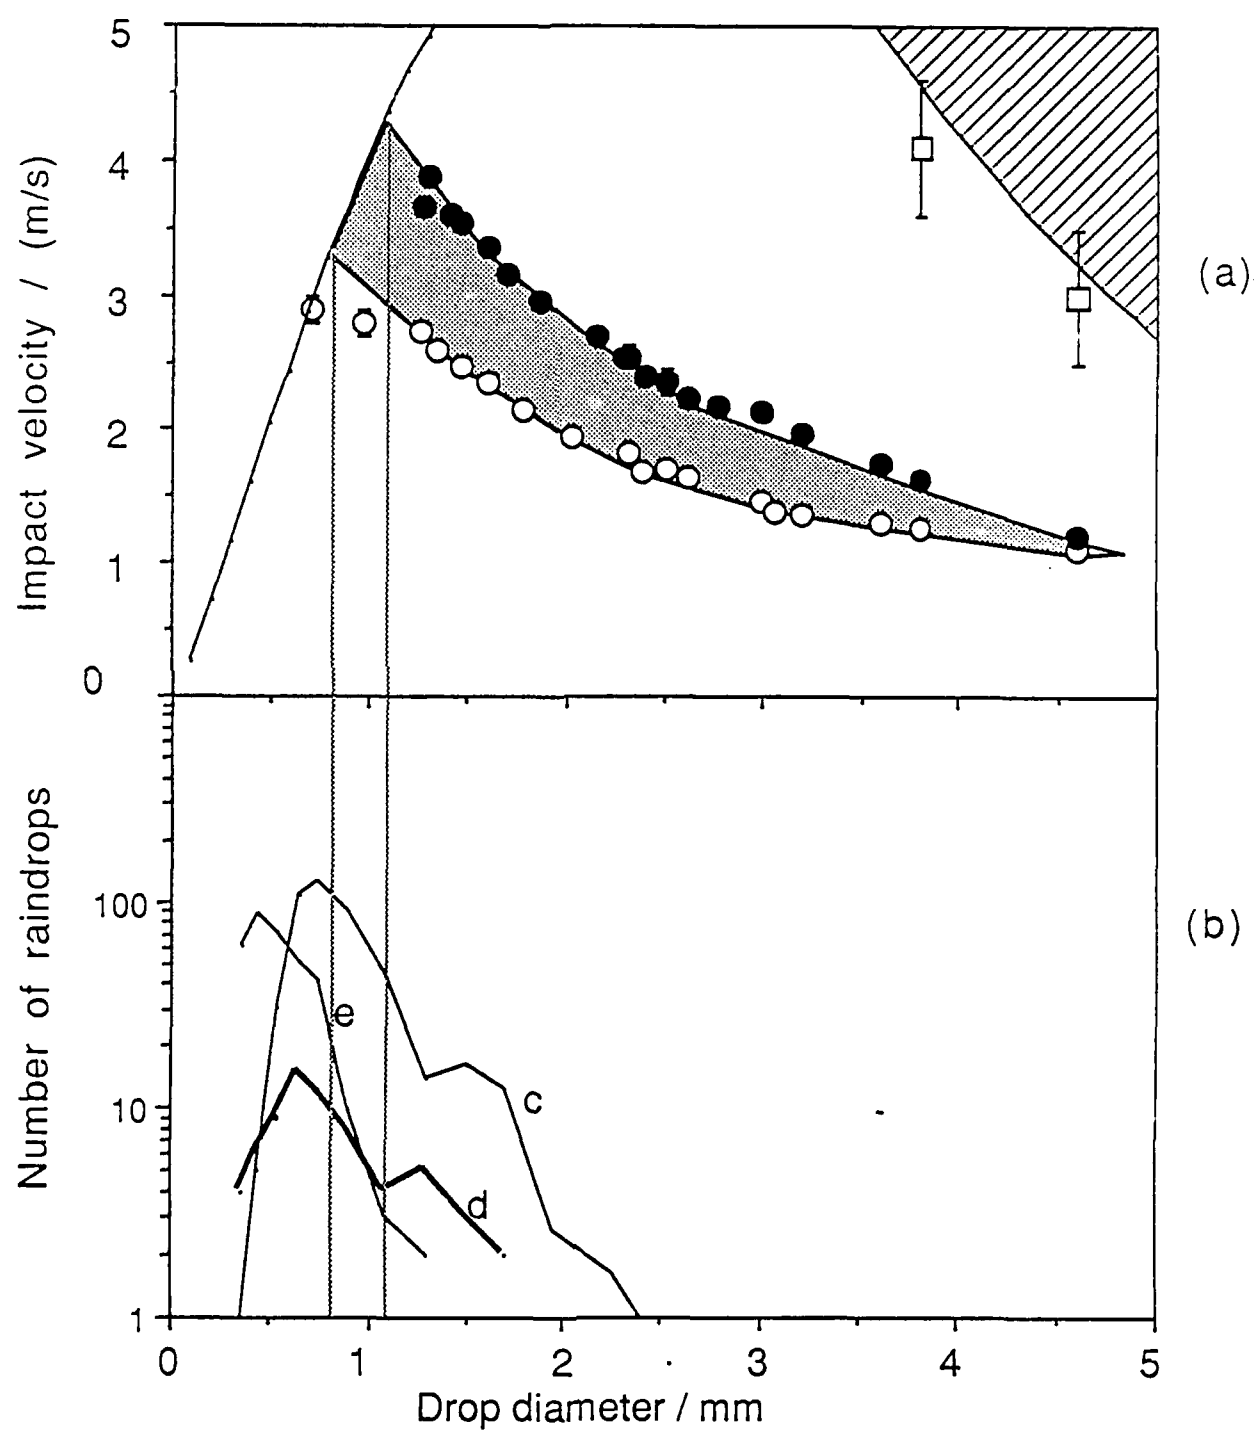 5
4
3
2
1
0
Impact velocity / (m/s)
(a)
100
10
1
Number of raindrops
(b)
e
c
d
0 1 2 3 4 5
Drop diameter / mm